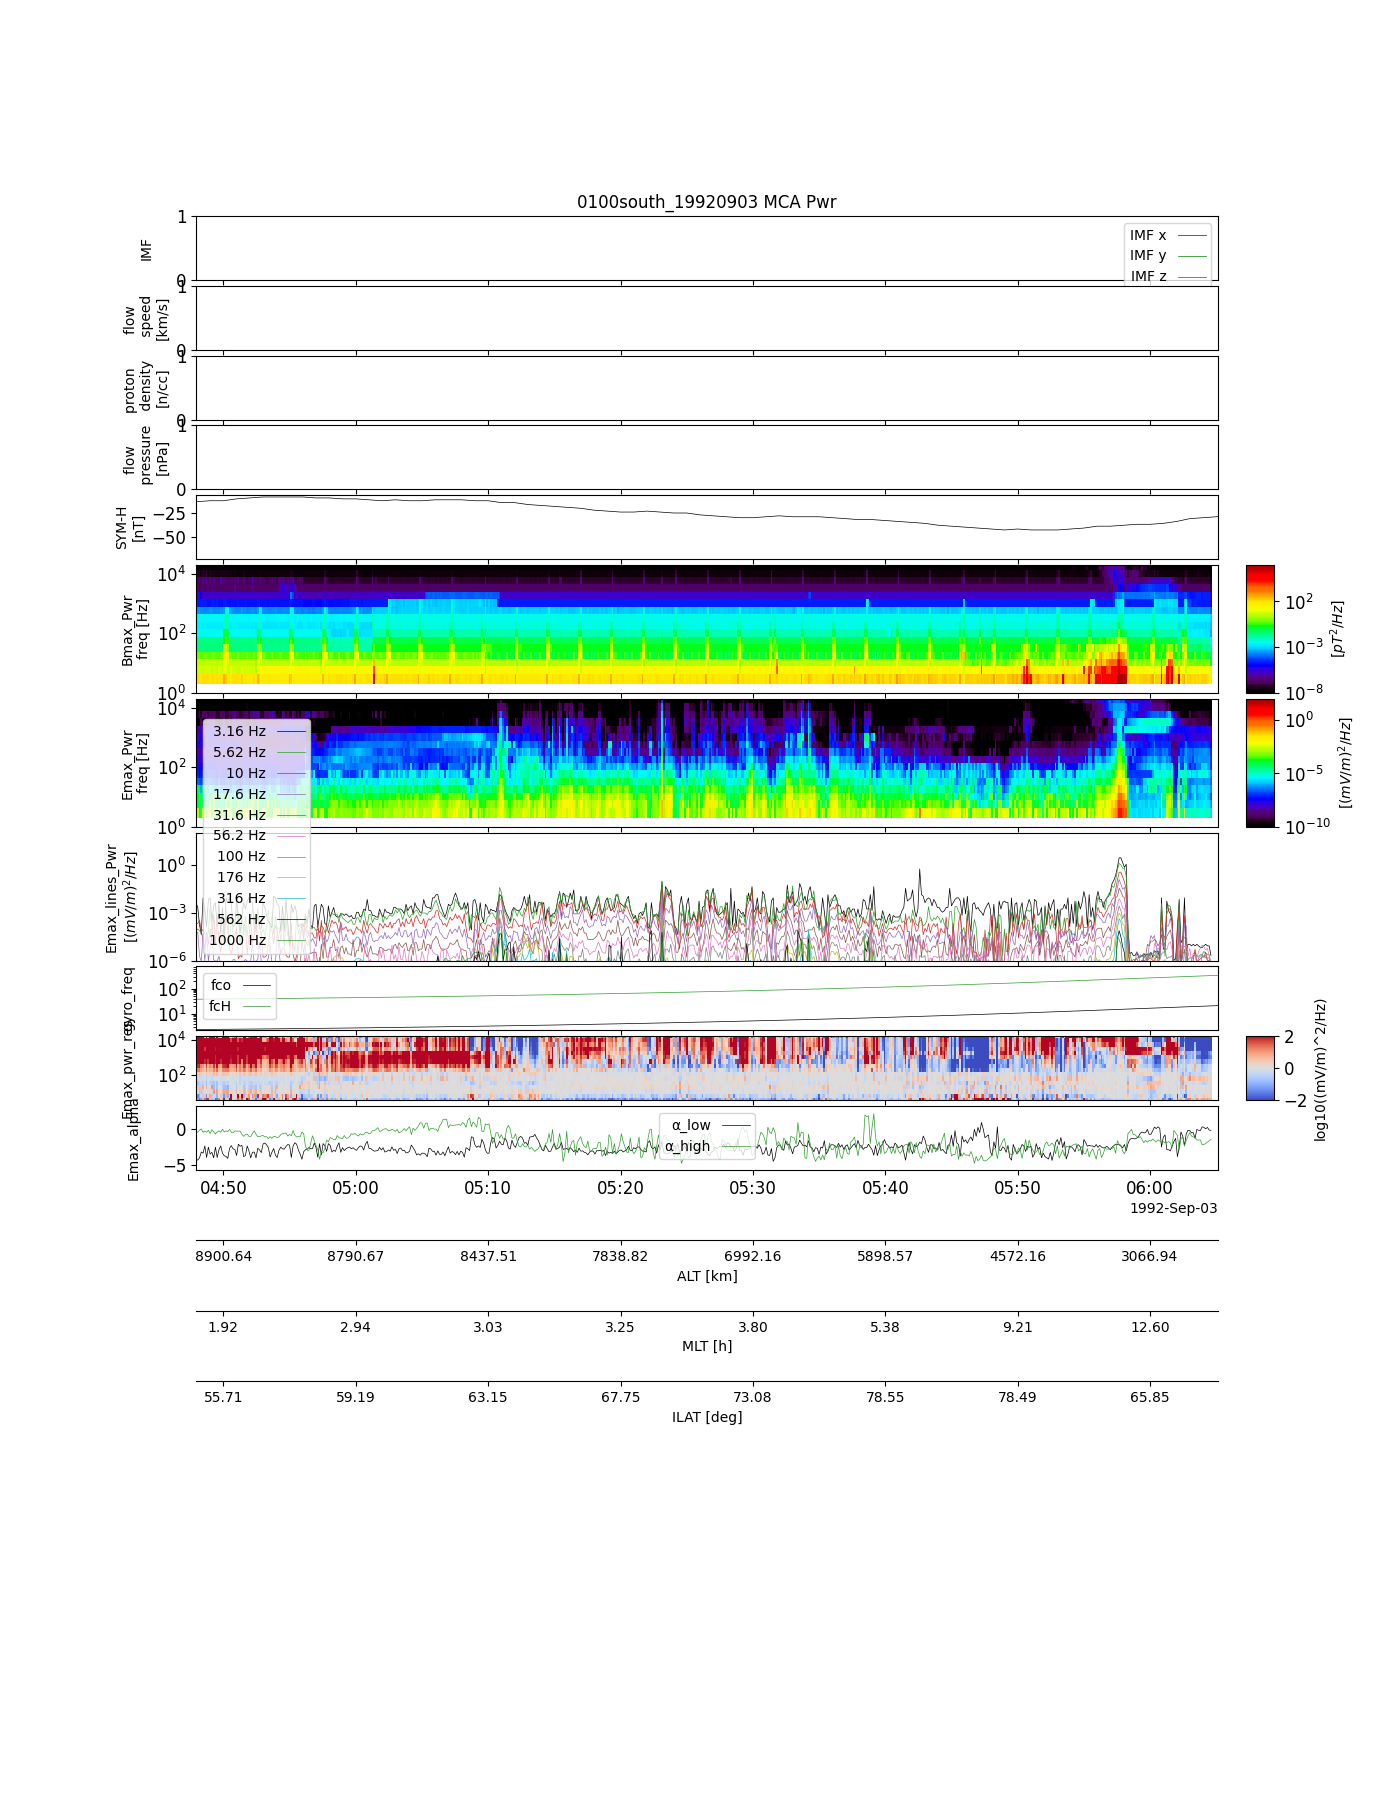 0100south_19920903 MCA Pwr
1
0
IMF
IMF x
IMF y
IMF z
1
0
flow
speed
[km/s]
1
0
proton
density
[n/cc]
1
0
flow
pressure
[nPa]
−25
−50
SYM-H
[nT]
10^4
10^2
10^0
Bmax_Pwr
freq [Hz]
10^2
10^−3
10^−8
[pT^2/Hz]
10^4
10^2
10^0
Emax_Pwr
freq [Hz]
10^0
10^−5
10^−10
[(mV/m)^2/Hz]
3.16 Hz
5.62 Hz
10 Hz
17.6 Hz
31.6 Hz
56.2 Hz
100 Hz
176 Hz
316 Hz
562 Hz
1000 Hz
10^0
10^−3
10^−6
Emax_lines_Pwr
[(mV/m)^2/Hz]
10^2
10^1
gyro_freq
fco
fcH
10^4
10^2
Emax_pwr_reg
2
0
−2
log10((mV/m)^2/Hz)
0
−5
Emax_alpha
α_low
α_high
04:50 05:00 05:10 05:20 05:30 05:40 05:50 06:00
1992-Sep-03
8900.64 8790.67 8437.51 7838.82 6992.16 5898.57 4572.16 3066.94
ALT [km]
1.92 2.94 3.03 3.25 3.80 5.38 9.21 12.60
MLT [h]
55.71 59.19 63.15 67.75 73.08 78.55 78.49 65.85
ILAT [deg]